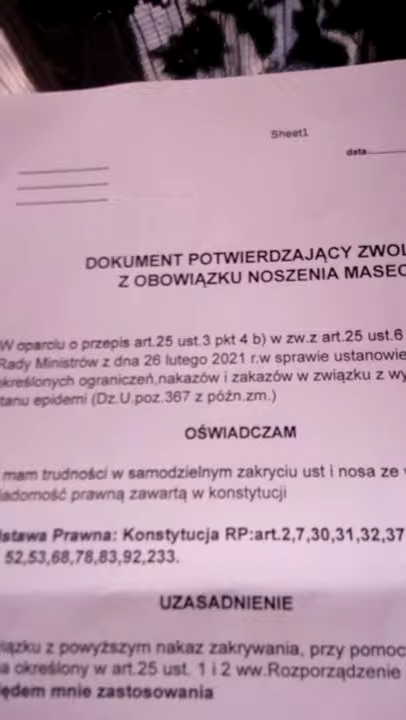 Sheet1
data
DOKUMENT POTWIERDZAJĄCY ZWOL
Z OBOWIĄZKU NOSZENIA MASEC
W oparciu o przepis art.25 ust.3 pkt 4 b) w zw.z art.25 ust.6
Rady Ministrów z dna 26 lutego 2021 r.w sprawie ustanowie
określonych ograniczeń,nakazów i zakazów w związku z wy
tanu epidemi (Dz.U.poz.367 z późn.zm.)
OŚWIADCZAM
mam trudności w samodzielnym zakryciu ust i nosa ze
iadomość prawną zawartą w konstytucji
stawa Prawna: Konstytucja RP:art.2,7,30,31,32,37
52,53,68,78,83,92,233.
UZASADNIENIE
iązku z powyższym nakaz zakrywania, przy pomoc
a określony w art.25 ust. 1 i 2 ww.Rozporządzenie
lędem mnie zastosowania